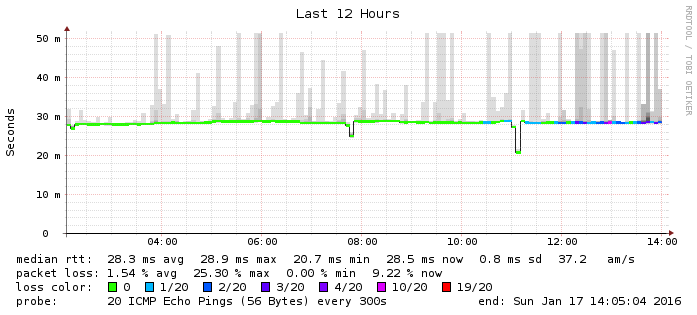 Last 12 Hours
RRDTOOL / TOBI OETIKER
Seconds
50 m
40 m
30 m
20 m
10 m
0
04:00 06:00 08:00 10:00 12:00 14:00
median rtt: 28.3 ms avg 28.9 ms max 20.7 ms min 28.5 ms now 0.8 ms sd 37.2 am/s
packet loss: 1.54 % avg 25.30 % max 0.00 % min 9.22 % now
loss color: 0 1/20 2/20 3/20 4/20 10/20 19/20
probe: 20 ICMP Echo Pings (56 Bytes) every 300s end: Sun Jan 17 14:05:04 2016